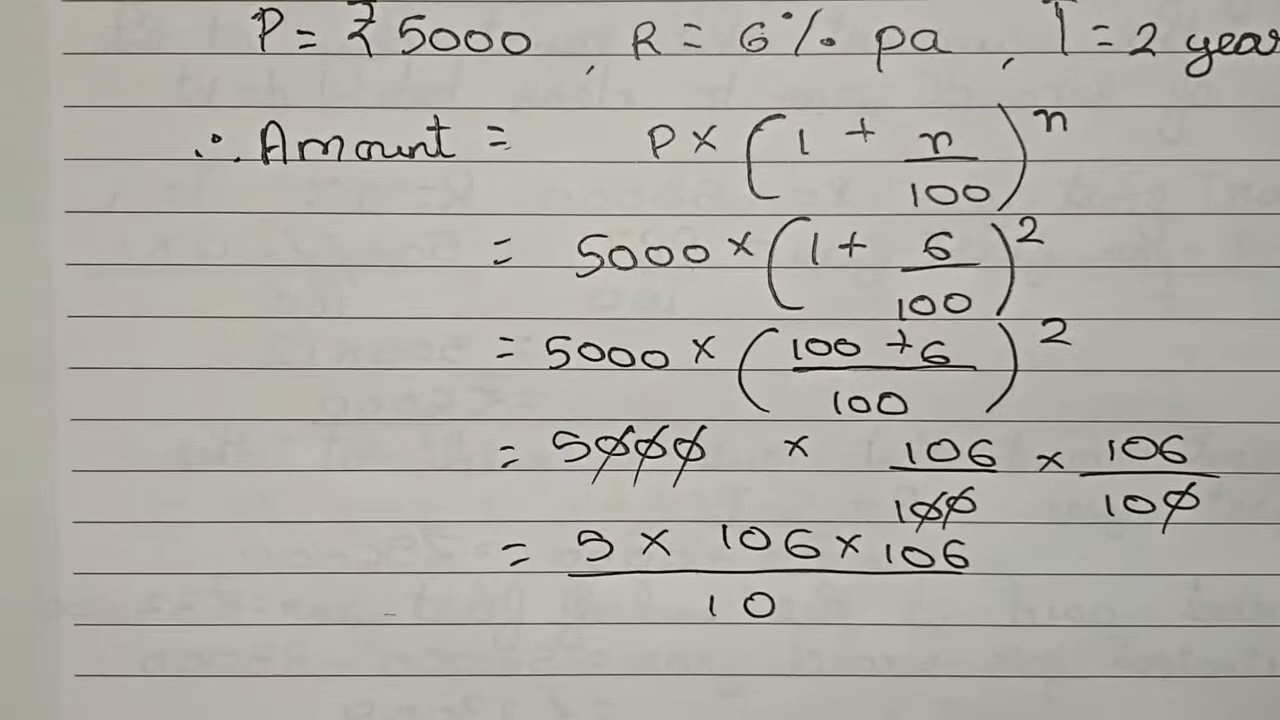 P = ₹ 5000 , R = 6% pa , T = 2 year
∴ Amount = P × (1 + r/100)^n
= 5000 × (1 + 6/100)^2
= 5000 × (100 + 6/100)^2
= 5000 × 106/100 × 106/100
= 5 × 106 × 106/10